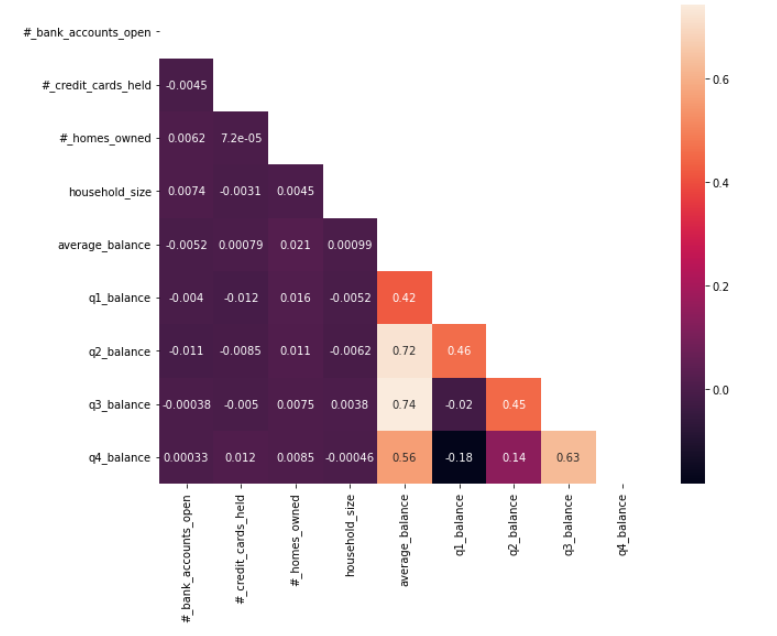 #_bank_accounts_open
#_credit_cards_held -0.0045
#_homes_owned 0.0062 7.2e-05
household_size 0.0074 -0.0031 0.0045
average_balance -0.0052 0.00079 0.021 0.00099
q1_balance -0.004 -0.012 0.016 -0.0052 0.42
q2_balance -0.011 -0.0085 0.011 -0.0062 0.72 0.46
q3_balance -0.00038 -0.005 0.0075 0.0038 0.74 -0.02 0.45
q4_balance 0.00033 0.012 0.0085 -0.00046 0.56 -0.18 0.14 0.63
#_bank_accounts_open
#_credit_cards_held
#_homes_owned
household_size
average_balance
q1_balance
q2_balance
q3_balance
q4_balance
0.6
0.4
0.2
0.0